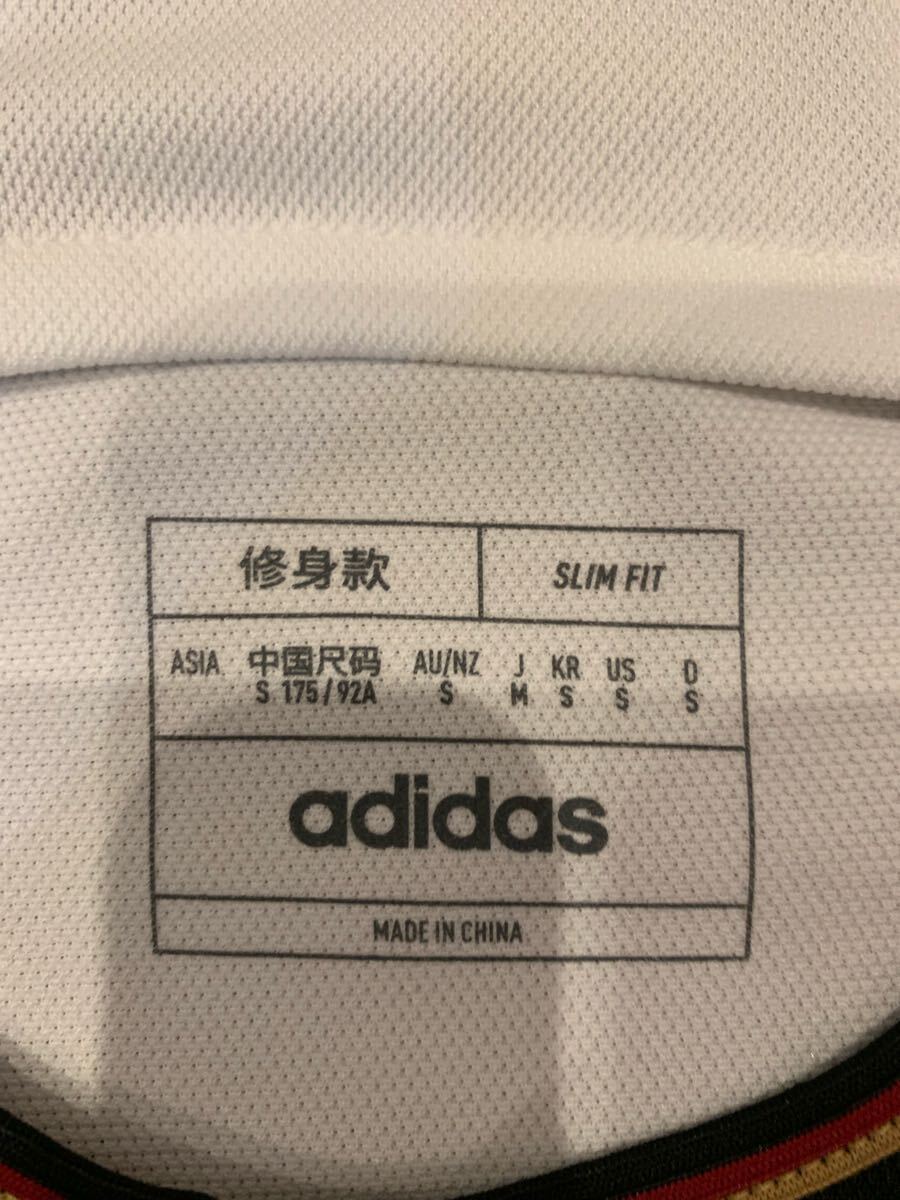 修身款 SLIM FIT
ASIA 中国尺码 AU/NZ J KR US D
S 175/92A S M S S S
adidas
MADE IN CHINA